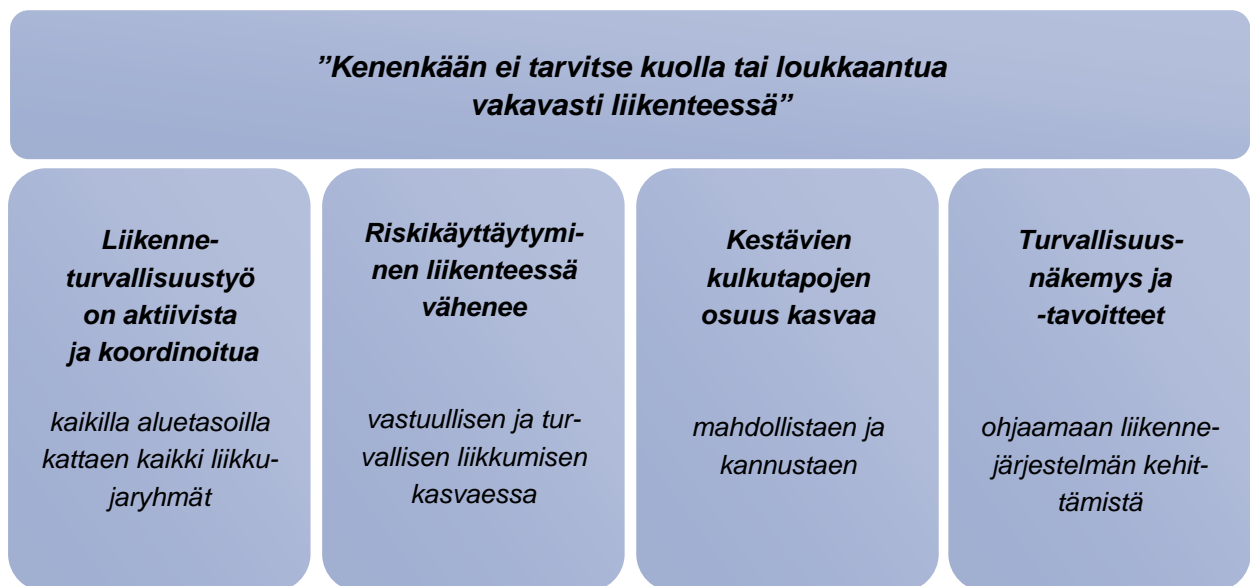 ”Kenenkään ei tarvitse kuolla tai loukkaantua
vakavasti liikenteessä”
Liikenne-
turvallisuustyö
on aktiivista
ja koordinoitua
kaikilla aluetasoilla
kattaen kaikki liikku-
jaryhmät
Riskikäyttäytymi-
nen liikenteessä
vähenee
vastuullisen ja tur-
vallisen liikkumisen
kasvaessa
Kestävien
kulkutapojen
osuus kasvaa
mahdollistaen ja
kannustaen
Turvallisuus-
näkemys ja
-tavoitteet
ohjaamaan liikenne-
järjestelmän kehit-
tämistä